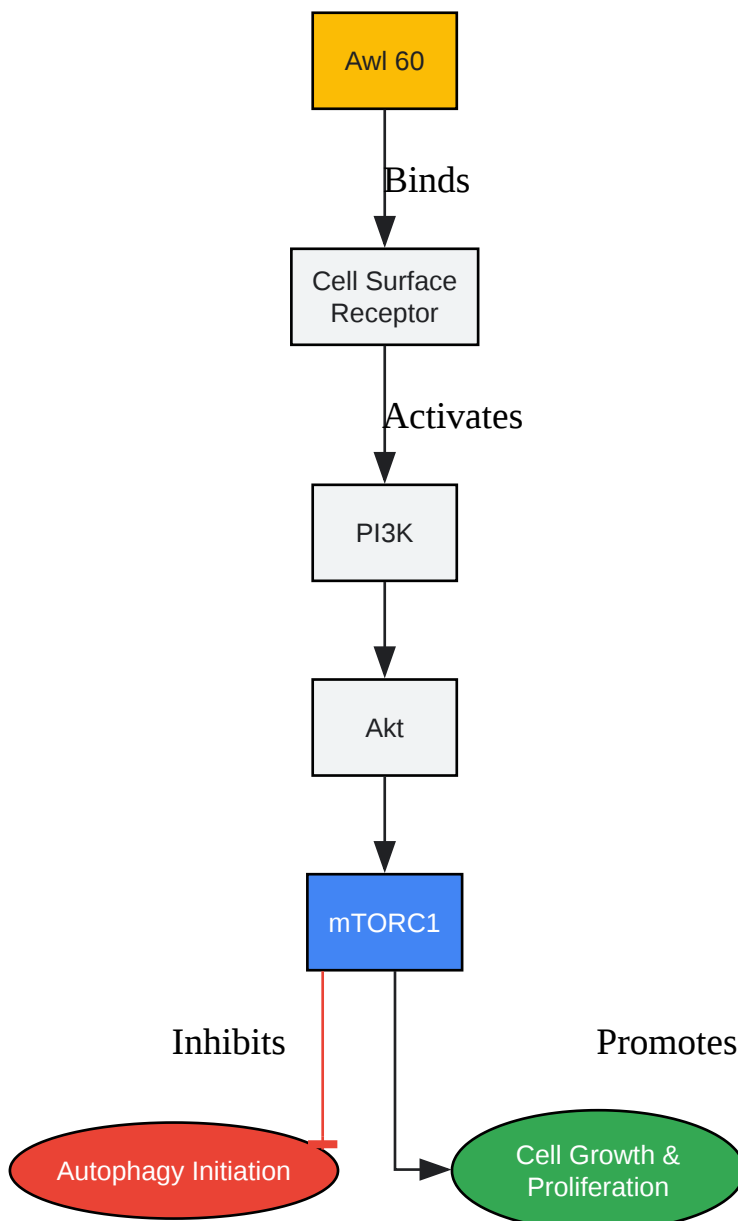 Awl 60
Binds
Cell Surface
Receptor
Activates
PI3K
Akt
mTORC1
Inhibits
Promotes
Autophagy Initiation
Cell Growth &
Proliferation